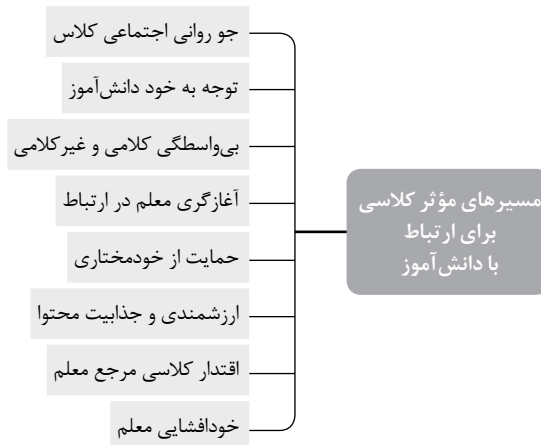 مسیرهای مؤثر کلاسی
برای ارتباط
با دانش‌آموز
جو روانی اجتماعی کلاس
توجه به خود دانش‌آموز
بی‌واسطگی کلامی و غیرکلامی
آغازگری معلم در ارتباط
حمایت از خودمختاری
ارزشمندی و جذابیت محتوا
اقتدار کلاسی مرجع معلم
خودافشایی معلم